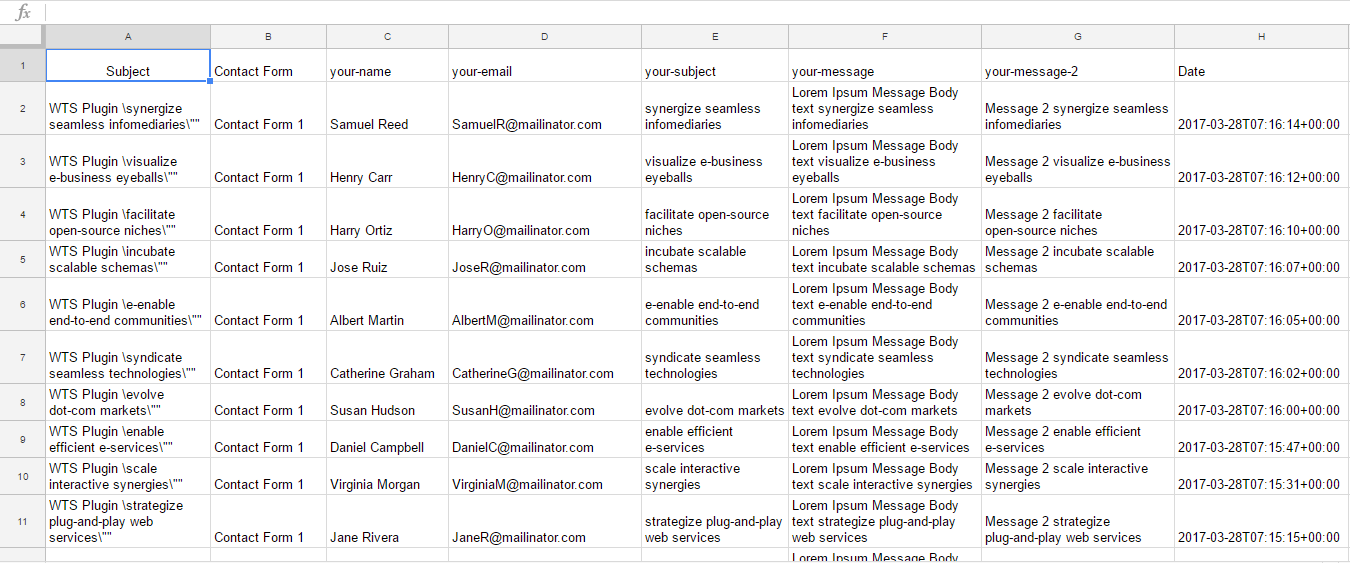 fx
A B C D E F G H
1 Subject Contact Form your-name your-email your-subject your-message your-message-2 Date
2 WTS Plugin \synergize
seamless infomediaries\"" Contact Form 1 Samuel Reed SamuelR@mailinator.com synergize seamless
infomediaries Lorem Ipsum Message Body
text synergize seamless
infomediaries Message 2 synergize seamless
infomediaries 2017-03-28T07:16:14+00:00
3 WTS Plugin \visualize
e-business eyeballs\"" Contact Form 1 Henry Carr HenryC@mailinator.com visualize e-business
eyeballs Lorem Ipsum Message Body
text visualize e-business
eyeballs Message 2 visualize e-business
eyeballs 2017-03-28T07:16:12+00:00
4 WTS Plugin \facilitate
open-source niches\"" Contact Form 1 Harry Ortiz HarryO@mailinator.com facilitate open-source
niches Lorem Ipsum Message Body
text facilitate open-source
niches Message 2 facilitate
open-source niches 2017-03-28T07:16:10+00:00
5 WTS Plugin \incubate
scalable schemas\"" Contact Form 1 Jose Ruiz JoseR@mailinator.com incubate scalable
schemas Lorem Ipsum Message Body
text incubate scalable schemas Message 2 incubate scalable
schemas 2017-03-28T07:16:07+00:00
6 WTS Plugin \e-enable
end-to-end communities\"" Contact Form 1 Albert Martin AlbertM@mailinator.com e-enable end-to-end
communities Lorem Ipsum Message Body
text e-enable end-to-end
communities Message 2 e-enable end-to-end
communities 2017-03-28T07:16:05+00:00
7 WTS Plugin \syndicate
seamless technologies\"" Contact Form 1 Catherine Graham CatherineG@mailinator.com syndicate seamless
technologies Lorem Ipsum Message Body
text syndicate seamless
technologies Message 2 syndicate seamless
technologies 2017-03-28T07:16:02+00:00
8 WTS Plugin \evolve
dot-com markets\"" Contact Form 1 Susan Hudson SusanH@mailinator.com evolve dot-com markets Lorem Ipsum Message Body
text evolve dot-com markets Message 2 evolve dot-com
markets 2017-03-28T07:16:00+00:00
9 WTS Plugin \enable
efficient e-services\"" Contact Form 1 Daniel Campbell DanielC@mailinator.com enable efficient
e-services Lorem Ipsum Message Body
text enable efficient e-services Message 2 enable efficient
e-services 2017-03-28T07:15:47+00:00
10 WTS Plugin \scale
interactive synergies\"" Contact Form 1 Virginia Morgan VirginiaM@mailinator.com scale interactive
synergies Lorem Ipsum Message Body
text scale interactive synergies Message 2 scale interactive
synergies 2017-03-28T07:15:31+00:00
11 WTS Plugin \strategize
plug-and-play web
services\"" Contact Form 1 Jane Rivera JaneR@mailinator.com strategize plug-and-play
web services Lorem Ipsum Message Body
text strategize plug-and-play
web services Message 2 strategize
plug-and-play web services 2017-03-28T07:15:15+00:00
Lorem Ipsum Message Body